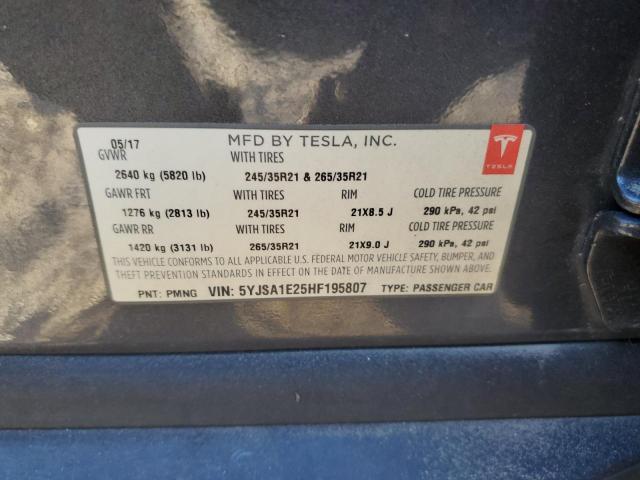 05/17 MFD BY TESLA, INC.
GVWR WITH TIRES
2640 kg (5820 lb) 245/35R21 & 265/35R21
GAWR FRT WITH TIRES RIM COLD TIRE PRESSURE
1276 kg (2813 lb) 245/35R21 21X8.5 J 290 kPa, 42 psi
GAWR RR WITH TIRES RIM COLD TIRE PRESSURE
1420 kg (3131 lb) 265/35R21 21X9.0 J 290 kPa, 42 psi
THIS VEHICLE CONFORMS TO ALL APPLICABLE U.S. FEDERAL MOTOR VEHICLE SAFETY, BUMPER, AND
THEFT PREVENTION STANDARDS IN EFFECT ON THE DATE OF MANUFACTURE SHOWN ABOVE.
PNT: PMNG VIN: 5YJSA1E25HF195807 TYPE: PASSENGER CAR
TESLA